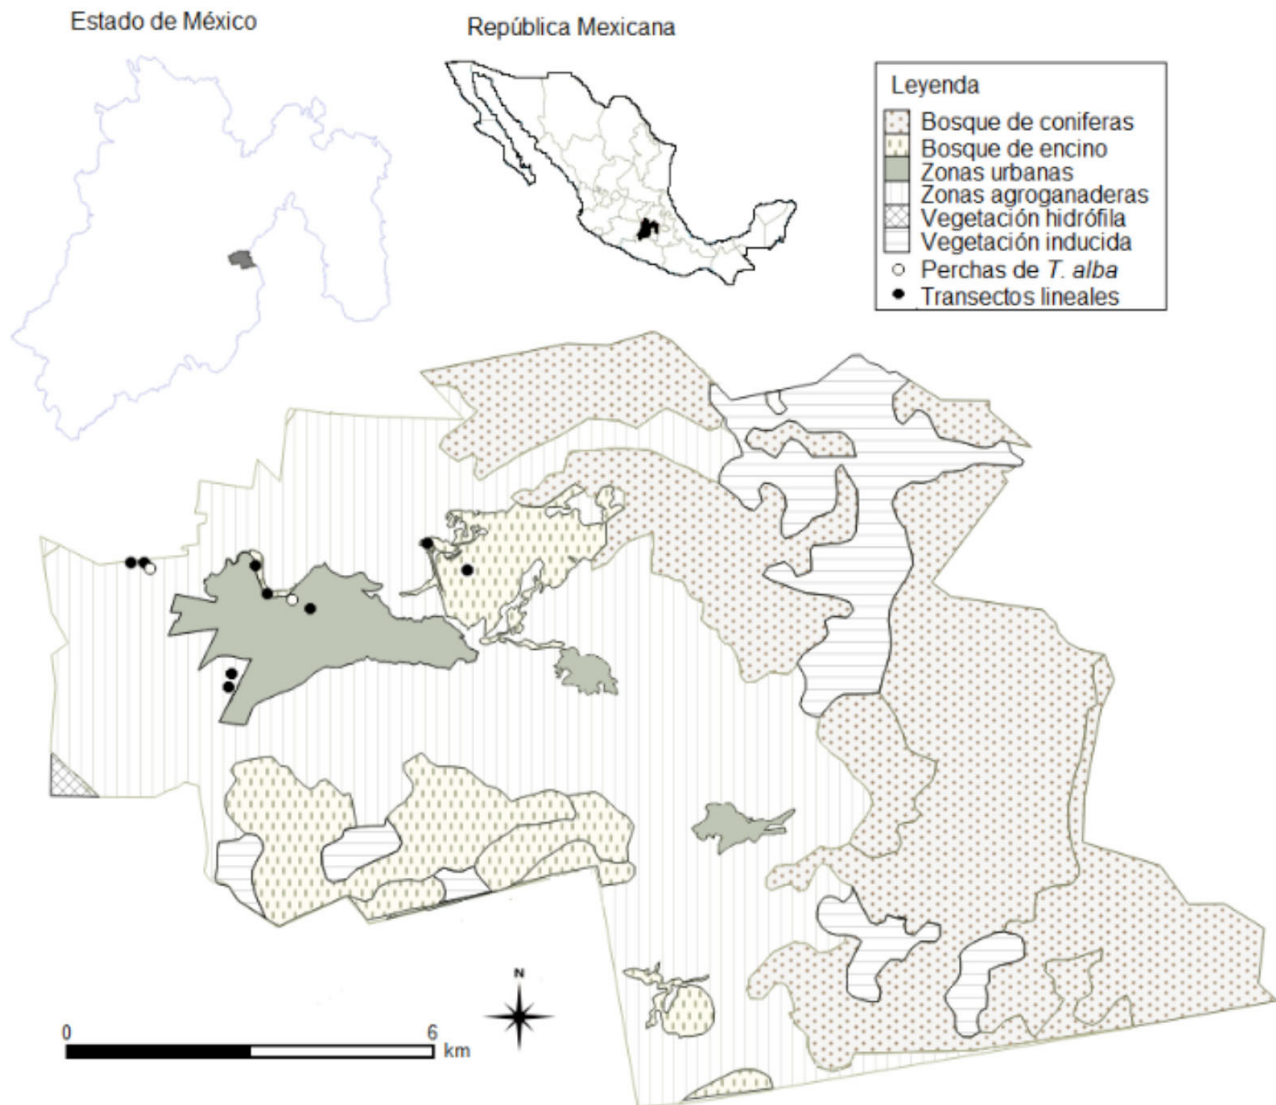 Estado de México
República Mexicana
Leyenda
Bosque de coniferas
Bosque de encino
Zonas urbanas
Zonas agroganaderas
Vegetación hidrófila
Vegetación inducida
Perchas de T. alba
Transectos lineales
N
0 6
km